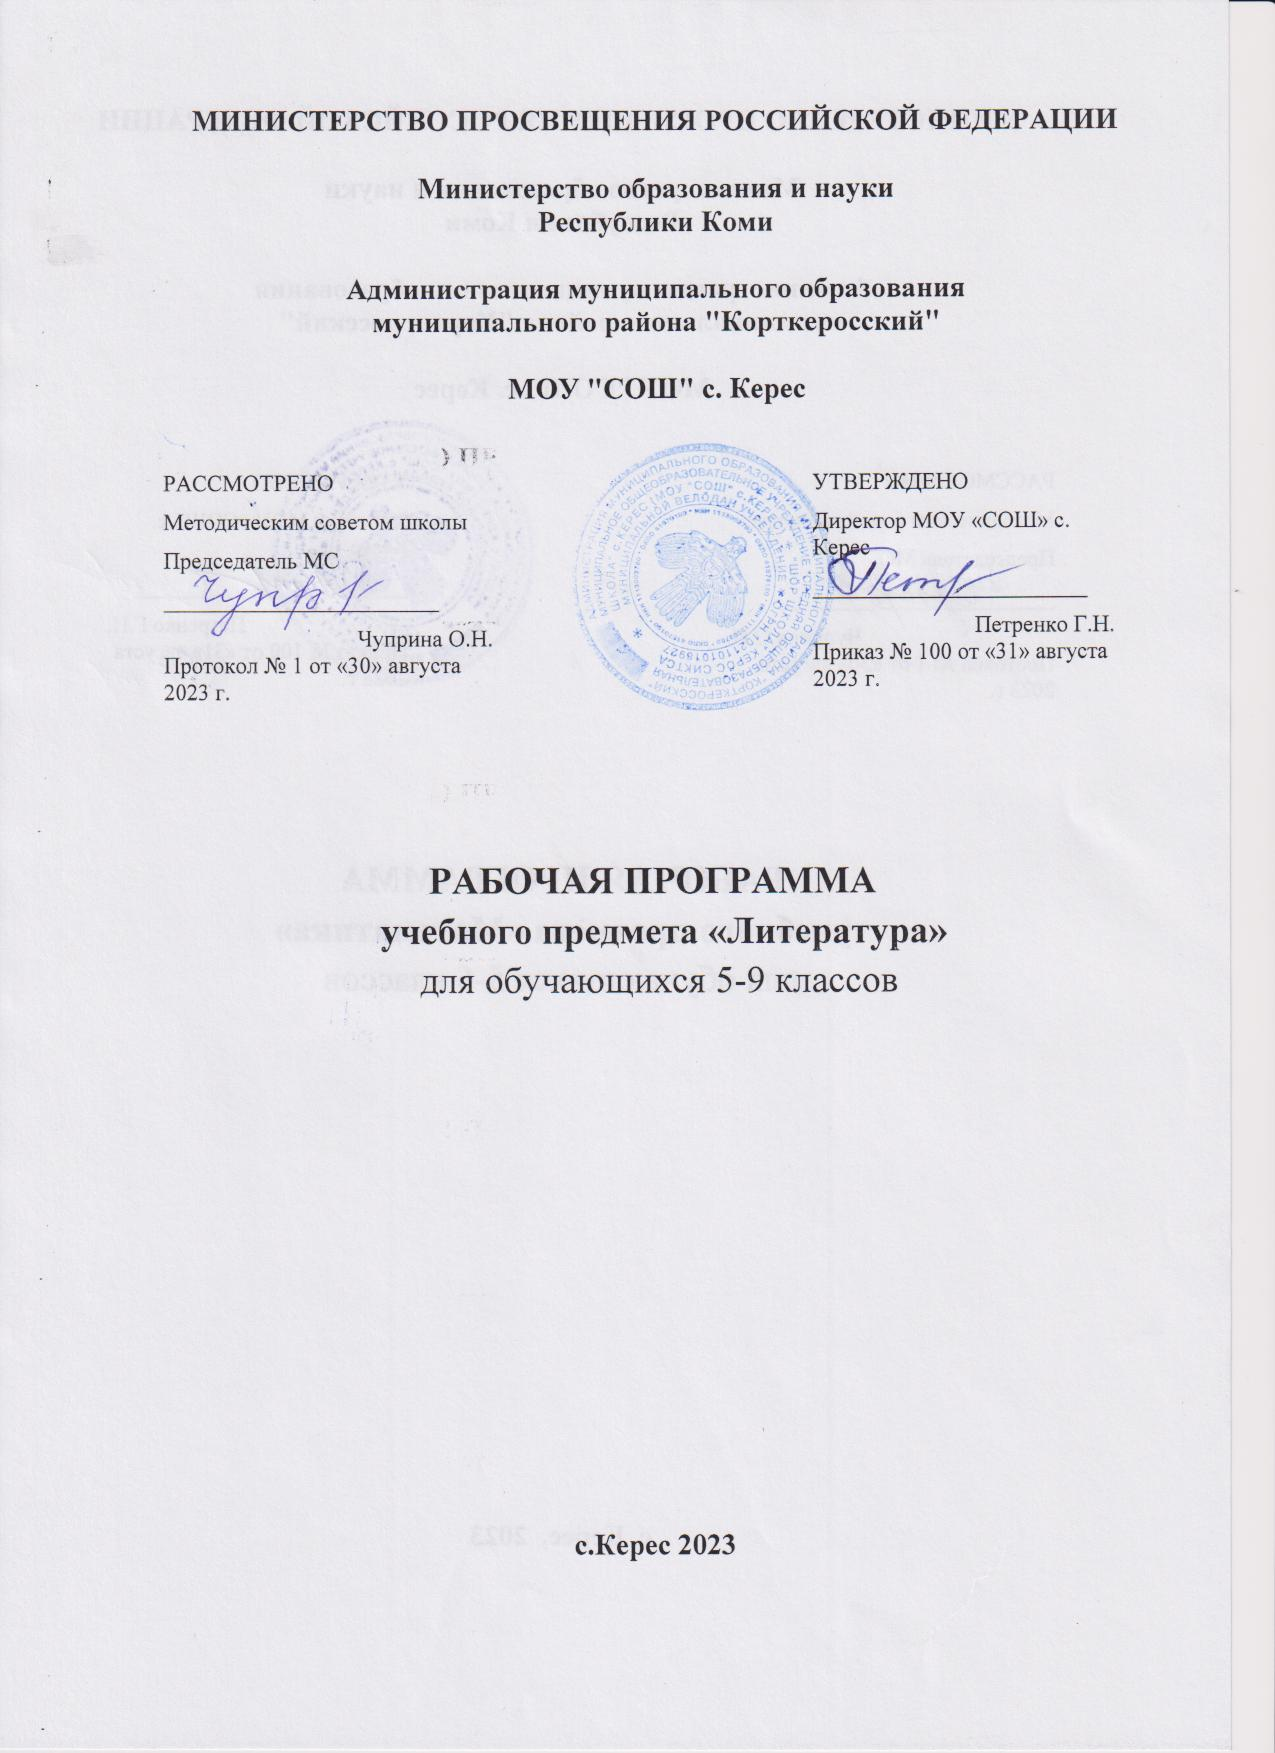 МИНИСТЕРСТВО ПРОСВЕЩЕНИЯ РОССИЙСКОЙ ФЕДЕРАЦИИ
Министерство образования и науки
Республики Коми
Администрация муниципального образования
муниципального района "Корткеросский"
МОУ "СОШ" с. Керес
РАССМОТРЕНО
Методическим советом школы
Председатель МС
Чуприна О.Н.
Протокол № 1 от «30» августа
2023 г.
УТВЕРЖДЕНО
Директор МОУ «СОШ» с.
Керес
Петренко Г.Н.
Приказ № 100 от «31» августа
2023 г.
РАБОЧАЯ ПРОГРАММА
учебного предмета «Литература»
для обучающихся 5-9 классов
с.Керес 2023